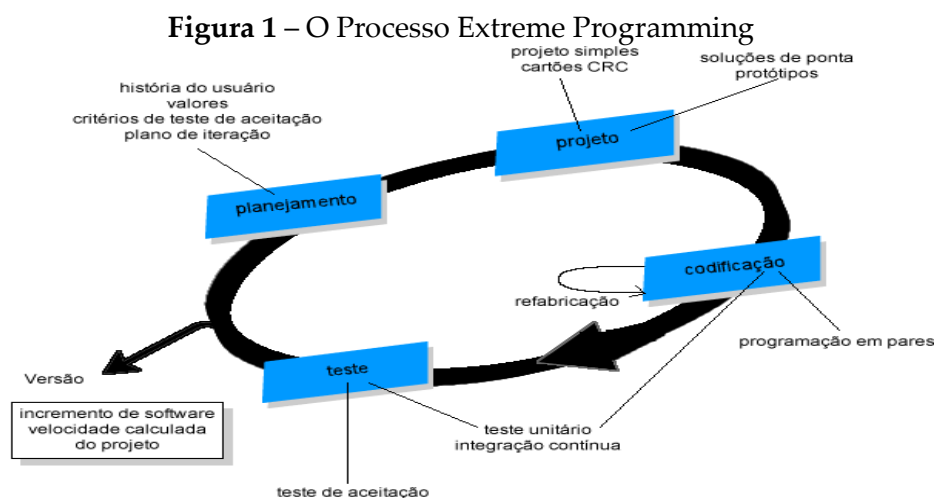 Figura 1 – O Processo Extreme Programming
projeto simples
cartões CRC
soluções de ponta
protótipos
história do usuário
valores
critérios de teste de aceitação
plano de iteração
projeto
planejamento
codificação
refabricação
programação em pares
teste
Versão
incremento de software
velocidade calculada
do projeto
teste unitário
integração contínua
teste de aceitação